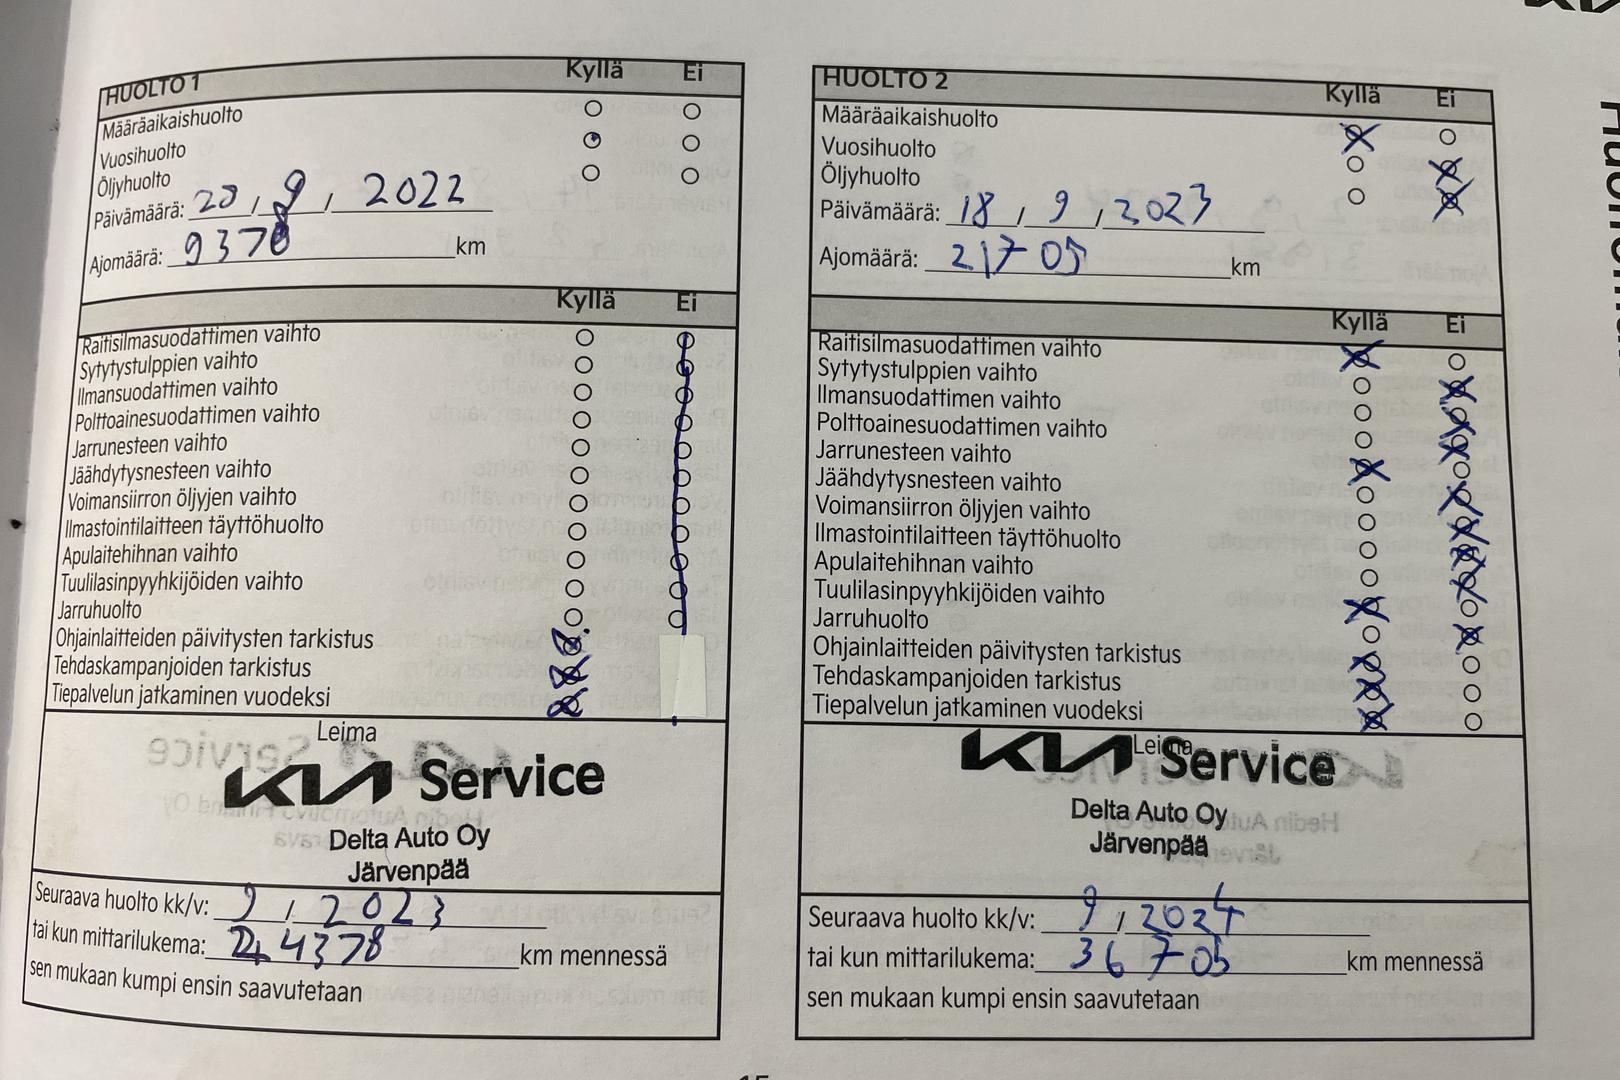 HUOLTO 1 Kyllä Ei
Määräaikaishuolto
Vuosihuolto
Öljyhuolto
Päivämäärä: 20, 9, 2022
Ajomäärä: 9378 km
Kyllä Ei
Raitisilmasuodattimen vaihto
Sytytystulppien vaihto
Ilmansuodattimen vaihto
Polttoainesuodattimen vaihto
Jarrunesteen vaihto
Jäähdytysnesteen vaihto
Voimansiirron öljyjen vaihto
Ilmastointilaitteen täyttöhuolto
Apulaitehihnan vaihto
Tuulilasinpyyhkijöiden vaihto
Jarruhuolto
Ohjainlaitteiden päivitysten tarkistus
Tehdaskampanjoiden tarkistus
Tiepalvelun jatkaminen vuodeksi
Leima
KIA Service
Delta Auto Oy
Järvenpää
Seuraava huolto kk/v: 9, 2023
tai kun mittarilukema: 24378 km mennessä
sen mukaan kumpi ensin saavutetaan
HUOLTO 2 Kyllä Ei
Määräaikaishuolto
Vuosihuolto
Öljyhuolto
Päivämäärä: 18, 9, 2023
Ajomäärä: 21705 km
Kyllä Ei
Raitisilmasuodattimen vaihto
Sytytystulppien vaihto
Ilmansuodattimen vaihto
Polttoainesuodattimen vaihto
Jarrunesteen vaihto
Jäähdytysnesteen vaihto
Voimansiirron öljyjen vaihto
Ilmastointilaitteen täyttöhuolto
Apulaitehihnan vaihto
Tuulilasinpyyhkijöiden vaihto
Jarruhuolto
Ohjainlaitteiden päivitysten tarkistus
Tehdaskampanjoiden tarkistus
Tiepalvelun jatkaminen vuodeksi
Leima
KIA Service
Delta Auto Oy
Järvenpää
Seuraava huolto kk/v: 9, 2024
tai kun mittarilukema: 36705 km mennessä
sen mukaan kumpi ensin saavutetaan